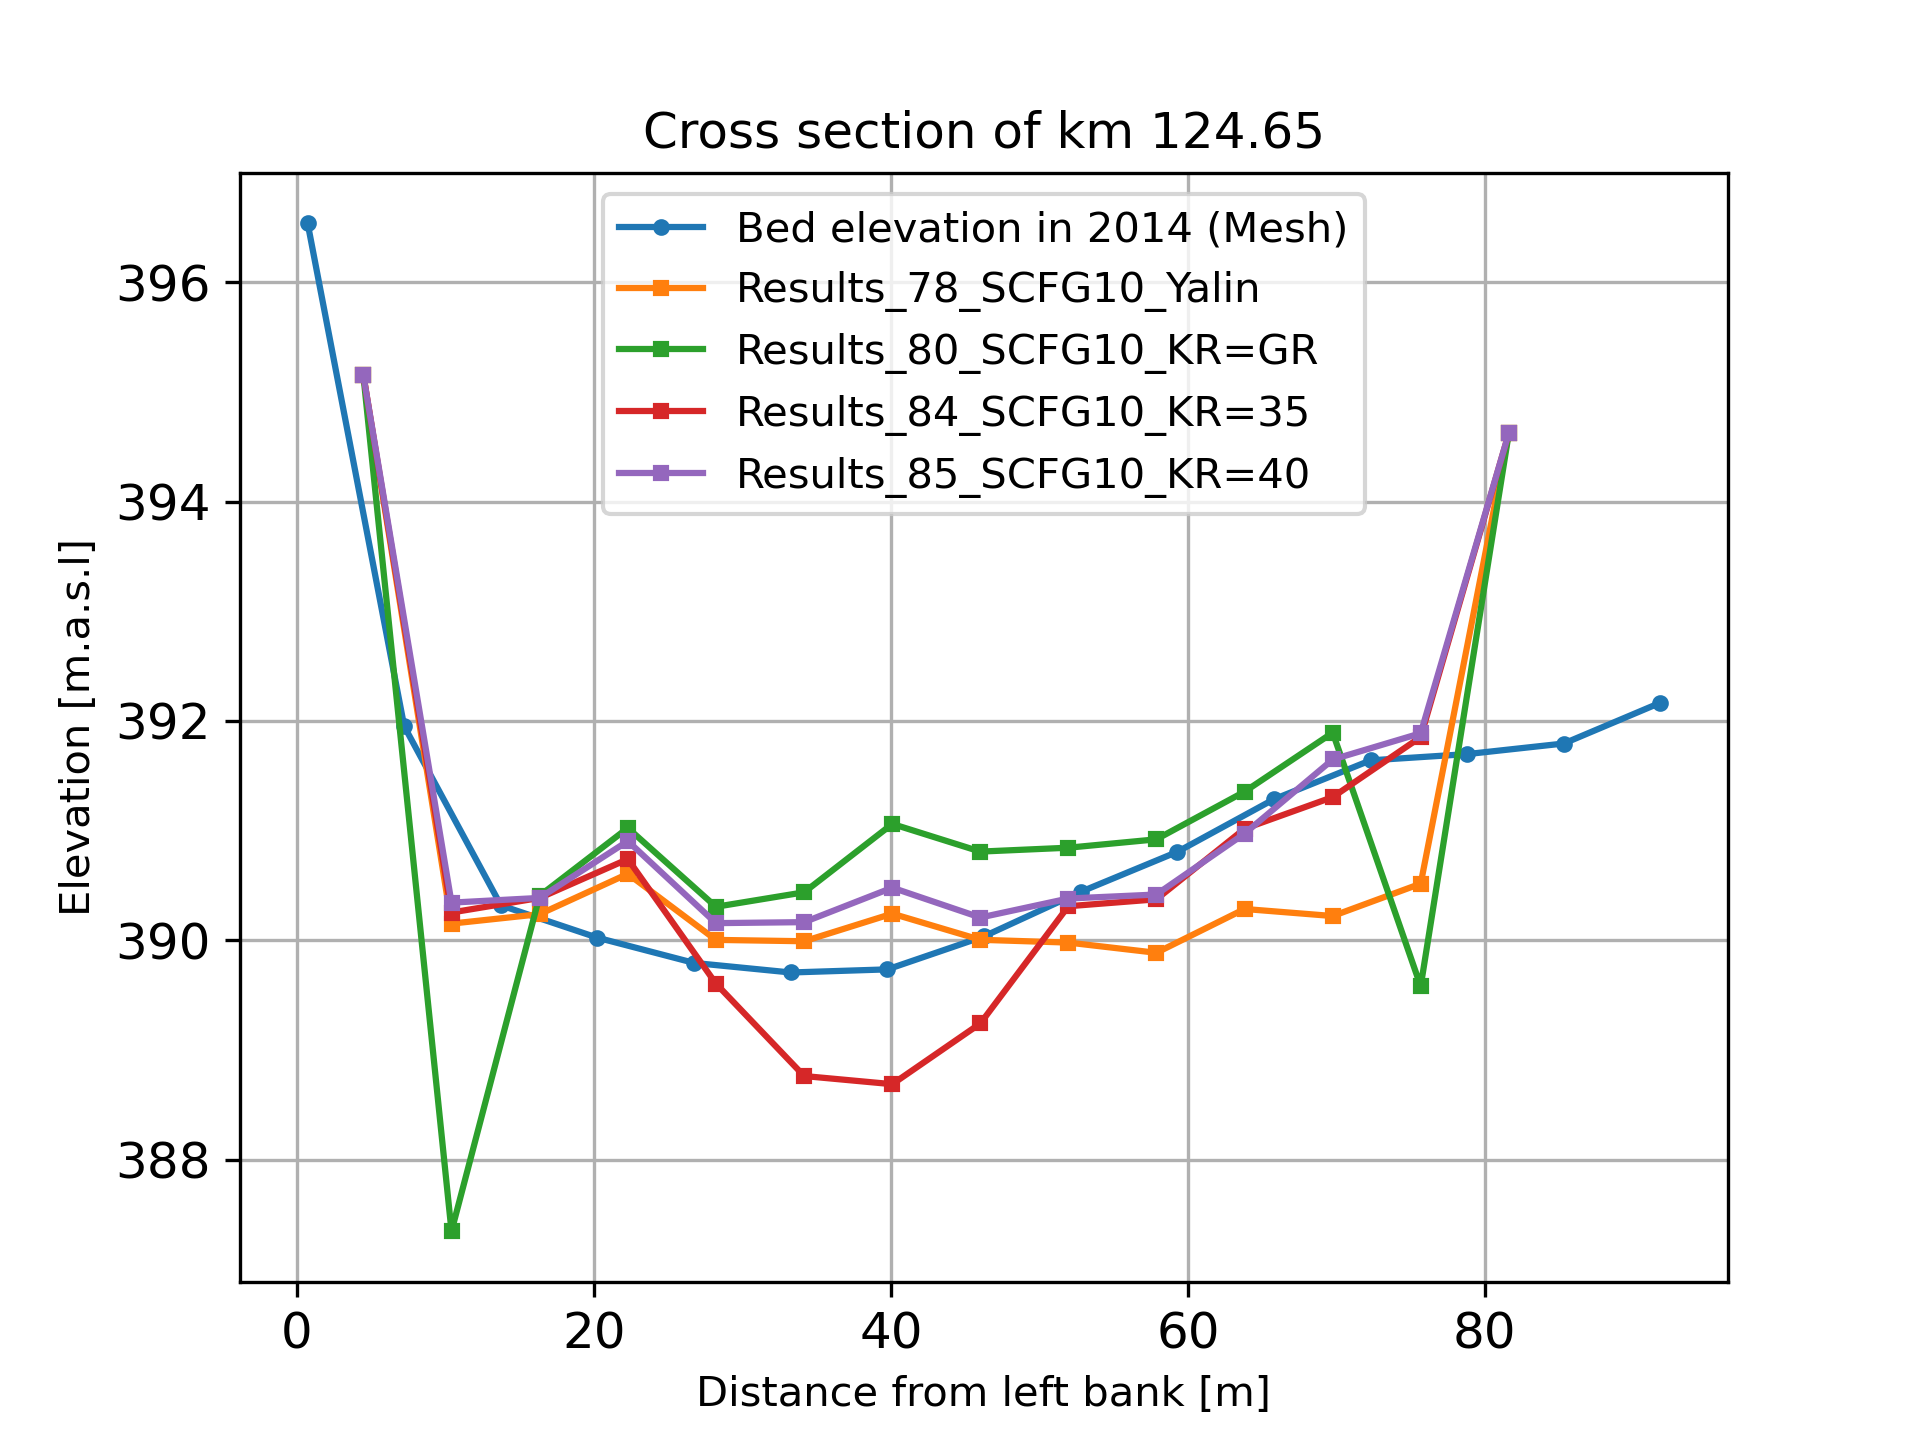 Cross section of km 124.65
Bed elevation in 2014 (Mesh)
Results_78_SCFG10_Yalin
Results_80_SCFG10_KR=GR
Results_84_SCFG10_KR=35
Results_85_SCFG10_KR=40
396
394
392
390
388
Elevation [m.a.s.l]
0 20 40 60 80
Distance from left bank [m]